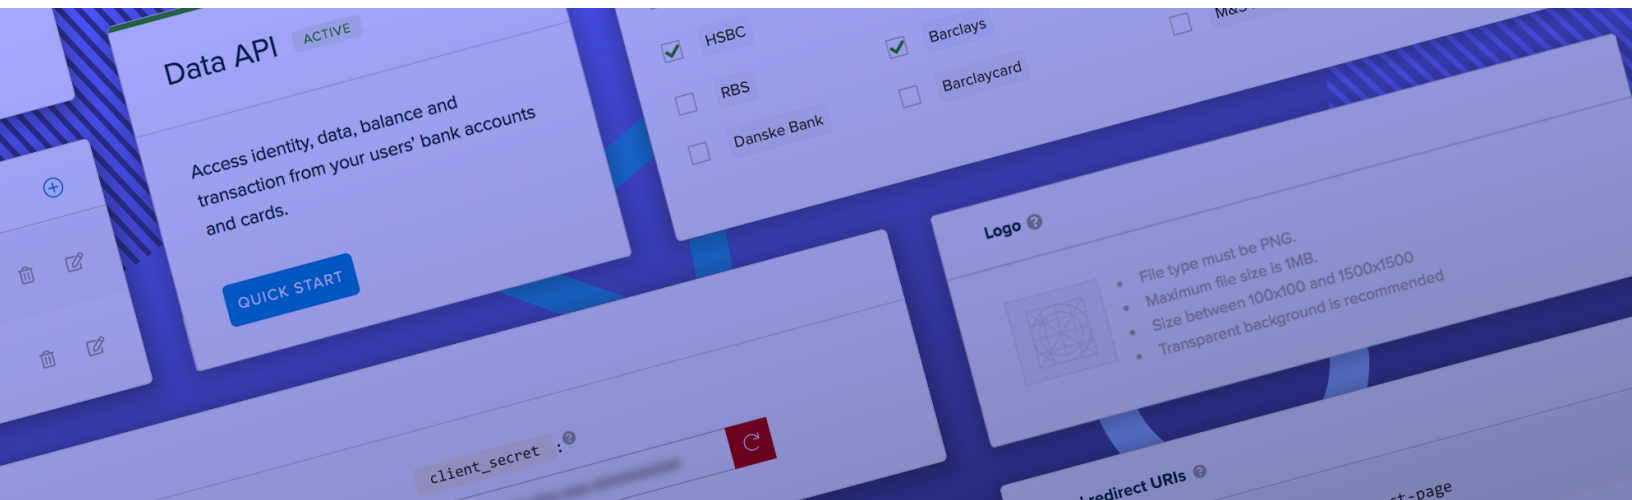 Data API ACTIVE
Access identity, data, balance and
transaction from your users' bank accounts
and cards.
QUICK START
HSBC
Barclays
RBS
Barclaycard
Danske Bank
Logo
File type must be PNG.
Maximum file size is 1MB.
Size between 100x100 and 1500x1500
Transparent background is recommended
client_secret :
redirect URIs